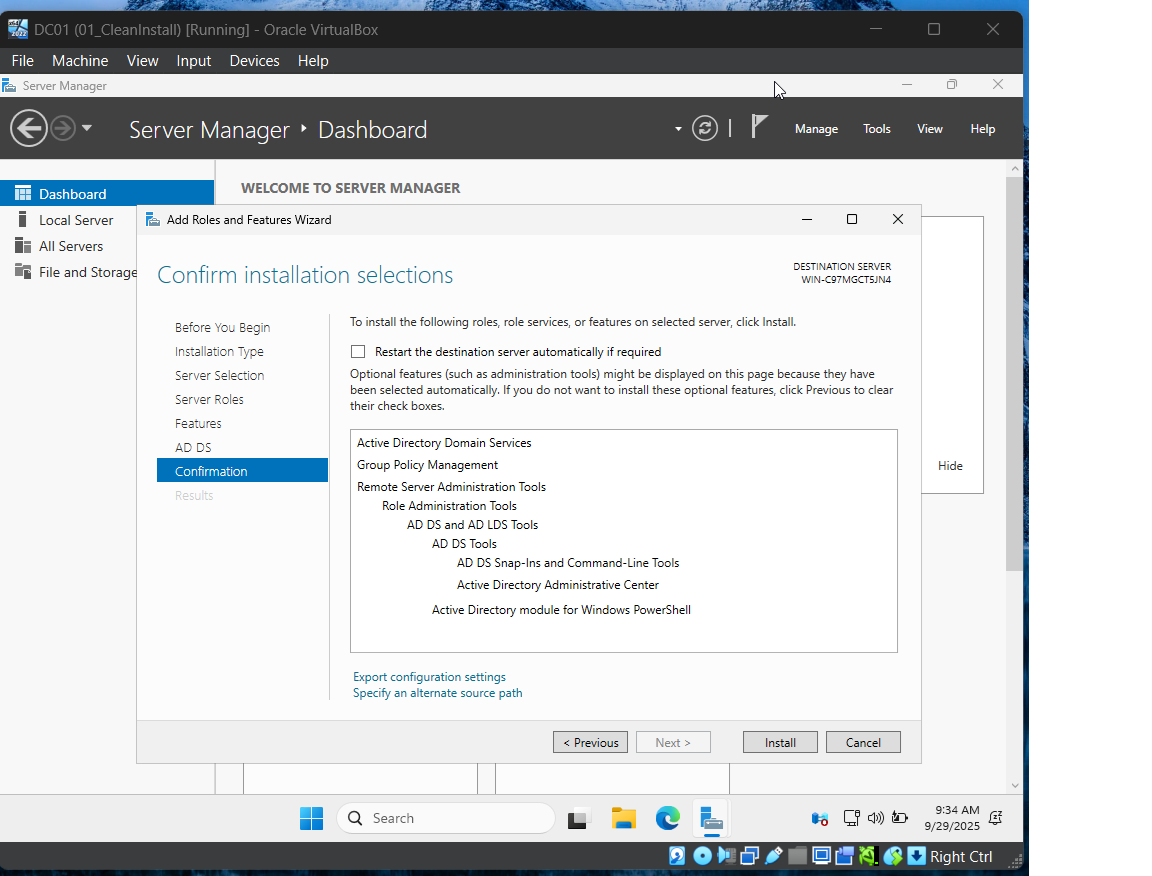 DC01 (01_CleanInstall) [Running] - Oracle VirtualBox
File Machine View Input Devices Help
Server Manager
Server Manager Dashboard
Manage Tools View Help
Dashboard
Local Server
All Servers
File and Storage
WELCOME TO SERVER MANAGER
Hide
Add Roles and Features Wizard
Confirm installation selections
DESTINATION SERVER
WIN-C97MGCT5JN4
Before You Begin
Installation Type
Server Selection
Server Roles
Features
AD DS
Confirmation
Results
To install the following roles, role services, or features on selected server, click Install.
Restart the destination server automatically if required
Optional features (such as administration tools) might be displayed on this page because they have
been selected automatically. If you do not want to install these optional features, click Previous to clear
their check boxes.
Active Directory Domain Services
Group Policy Management
Remote Server Administration Tools
Role Administration Tools
AD DS and AD LDS Tools
AD DS Tools
AD DS Snap-Ins and Command-Line Tools
Active Directory Administrative Center
Active Directory module for Windows PowerShell
Export configuration settings
Specify an alternate source path
< Previous Next > Install Cancel
Search
9:34 AM
9/29/2025
Right Ctrl